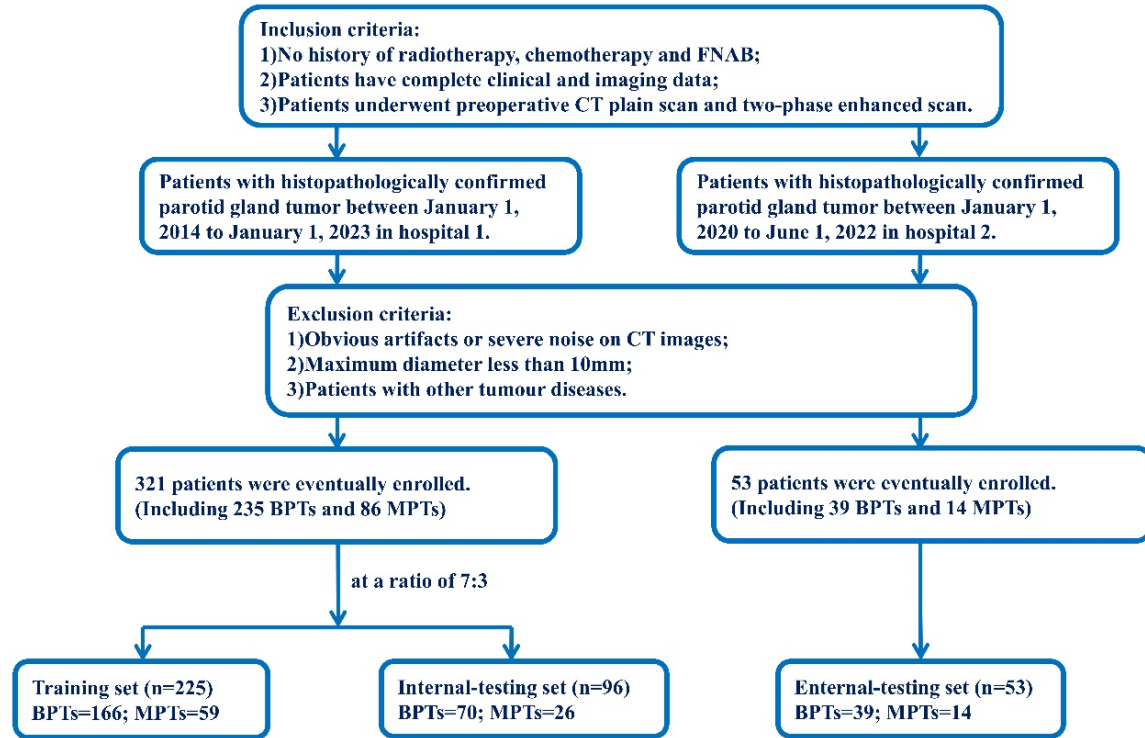 Inclusion criteria:
1)No history of radiotherapy, chemotherapy and FNAB;
2)Patients have complete clinical and imaging data;
3)Patients underwent preoperative CT plain scan and two-phase enhanced scan.
Patients with histopathologically confirmed
parotid gland tumor between January 1,
2014 to January 1, 2023 in hospital 1.
Patients with histopathologically confirmed
parotid gland tumor between January 1,
2020 to June 1, 2022 in hospital 2.
Exclusion criteria:
1)Obvious artifacts or severe noise on CT images;
2)Maximum diameter less than 10mm;
3)Patients with other tumour diseases.
321 patients were eventually enrolled.
(Including 235 BPTs and 86 MPTs)
53 patients were eventually enrolled.
(Including 39 BPTs and 14 MPTs)
at a ratio of 7:3
Training set (n=225)
BPTs=166; MPTs=59
Internal-testing set (n=96)
BPTs=70; MPTs=26
Enternal-testing set (n=53)
BPTs=39; MPTs=14